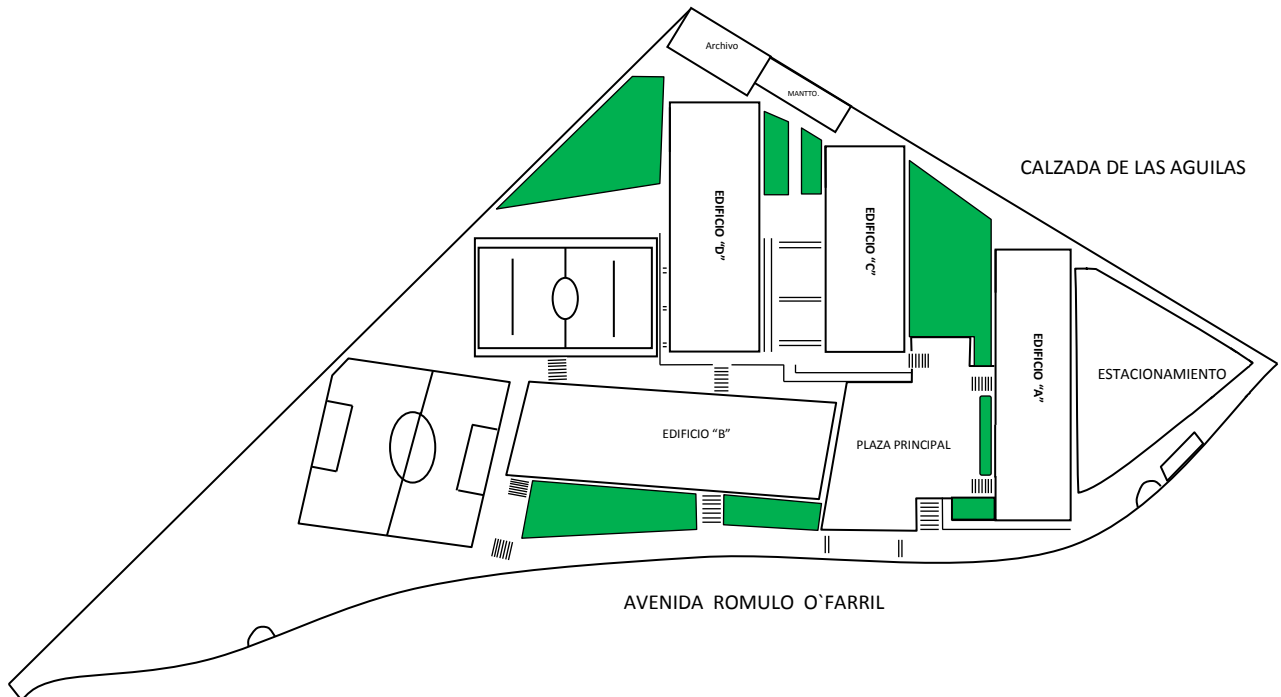 Archivo
MANTTO.
CALZADA DE LAS AGUILAS
EDIFICIO “D”
EDIFICIO “C”
EDIFICIO “A”
ESTACIONAMIENTO
EDIFICIO “B”
PLAZA PRINCIPAL
AVENIDA ROMULO O`FARRIL